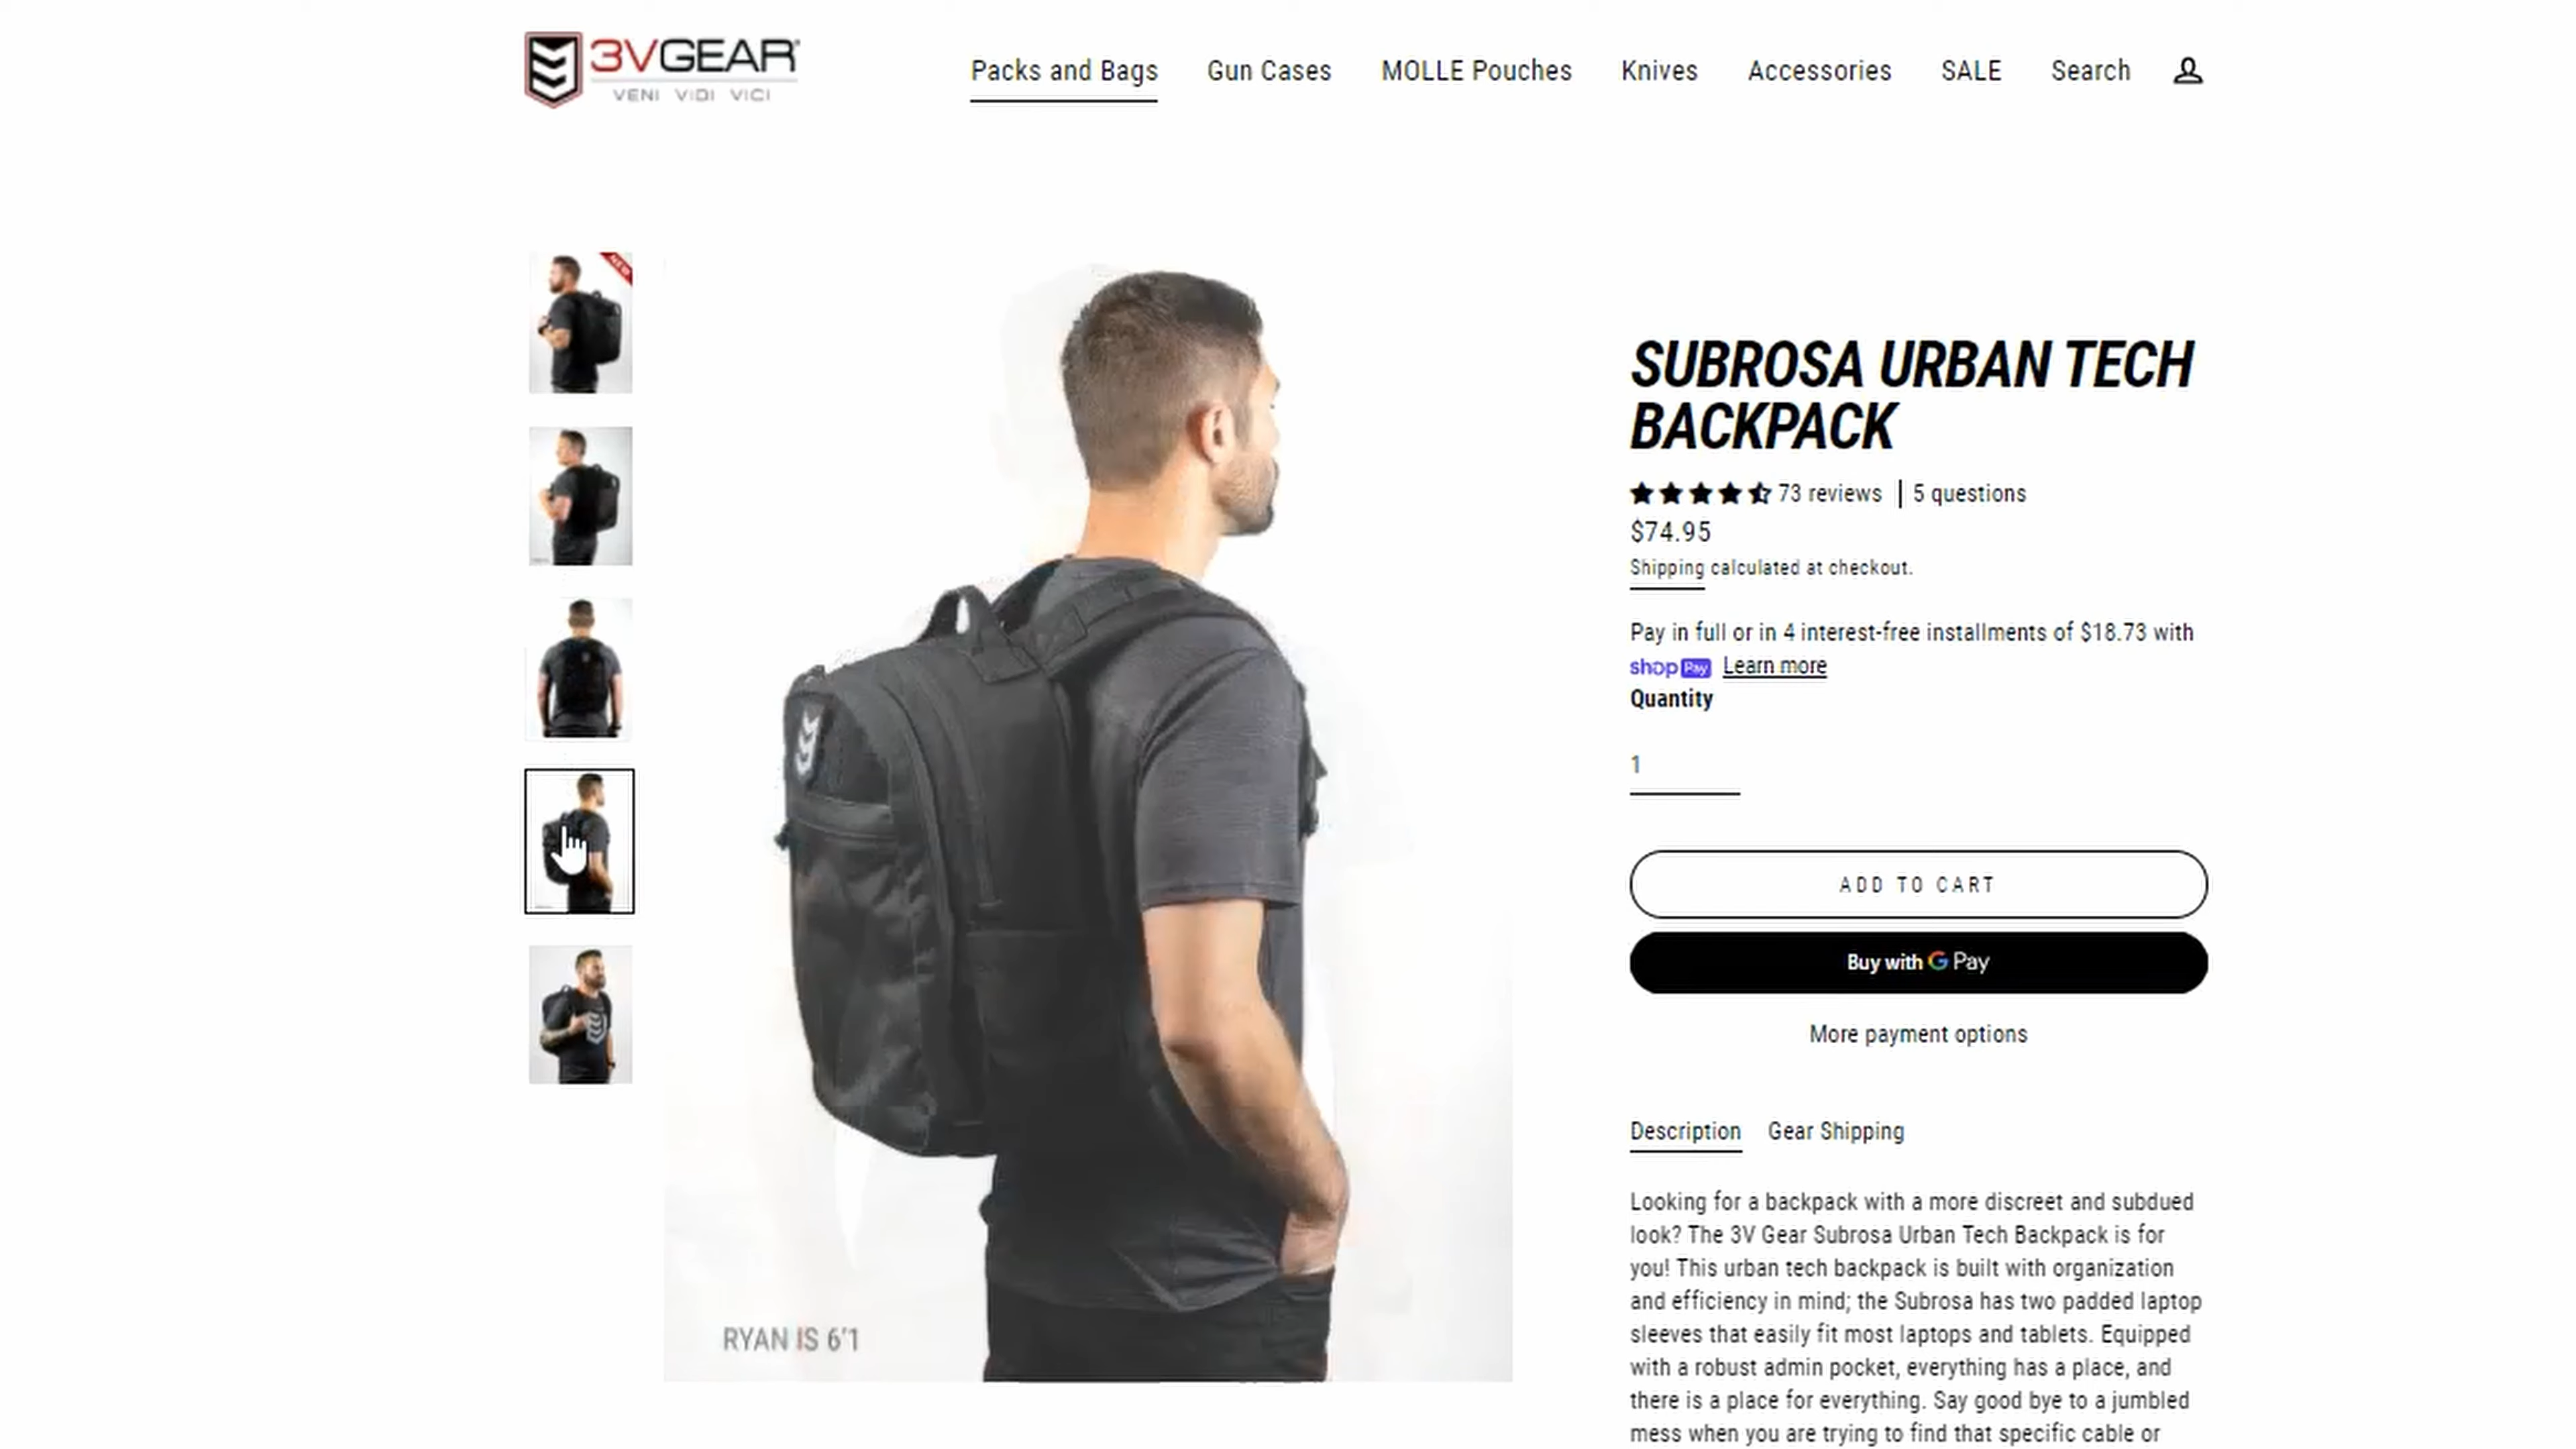 3VGEAR
VENI VIDI VICI
Packs and Bags
Gun Cases
MOLLE Pouches
Knives
Accessories
SALE
Search
NEW
SUBROSA URBAN TECH
BACKPACK
73 reviews | 5 questions
$74.95
Shipping calculated at checkout.
Pay in full or in 4 interest-free installments of $18.73 with
shop Pay Learn more
Quantity
1
ADD TO CART
Buy with G Pay
More payment options
Description
Gear Shipping
Looking for a backpack with a more discreet and subdued
look? The 3V Gear Subrosa Urban Tech Backpack is for
you! This urban tech backpack is built with organization
and efficiency in mind; the Subrosa has two padded laptop
sleeves that easily fit most laptops and tablets. Equipped
with a robust admin pocket, everything has a place, and
there is a place for everything. Say good bye to a jumbled
mess when you are trying to find that specific cable or
RYAN IS 6'1